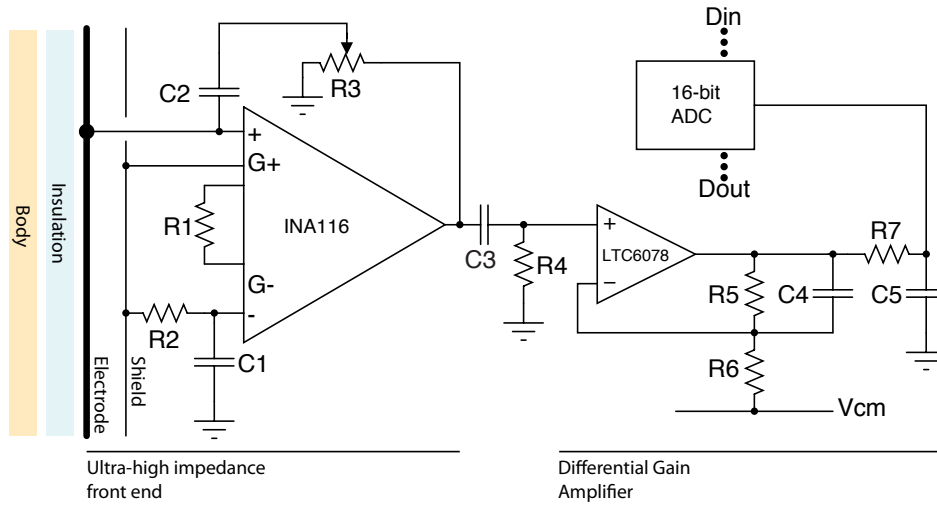 Din
16-bit
ADC
Dout
C2
R3
+
G+
R1
INA116
G-
-
R2
C1
C3
R4
+
LTC6078
−
R5
C4
R7
C5
R6
Vcm
Body
Insulation
Electrode
Shield
Ultra-high impedance
front end
Differential Gain
Amplifier